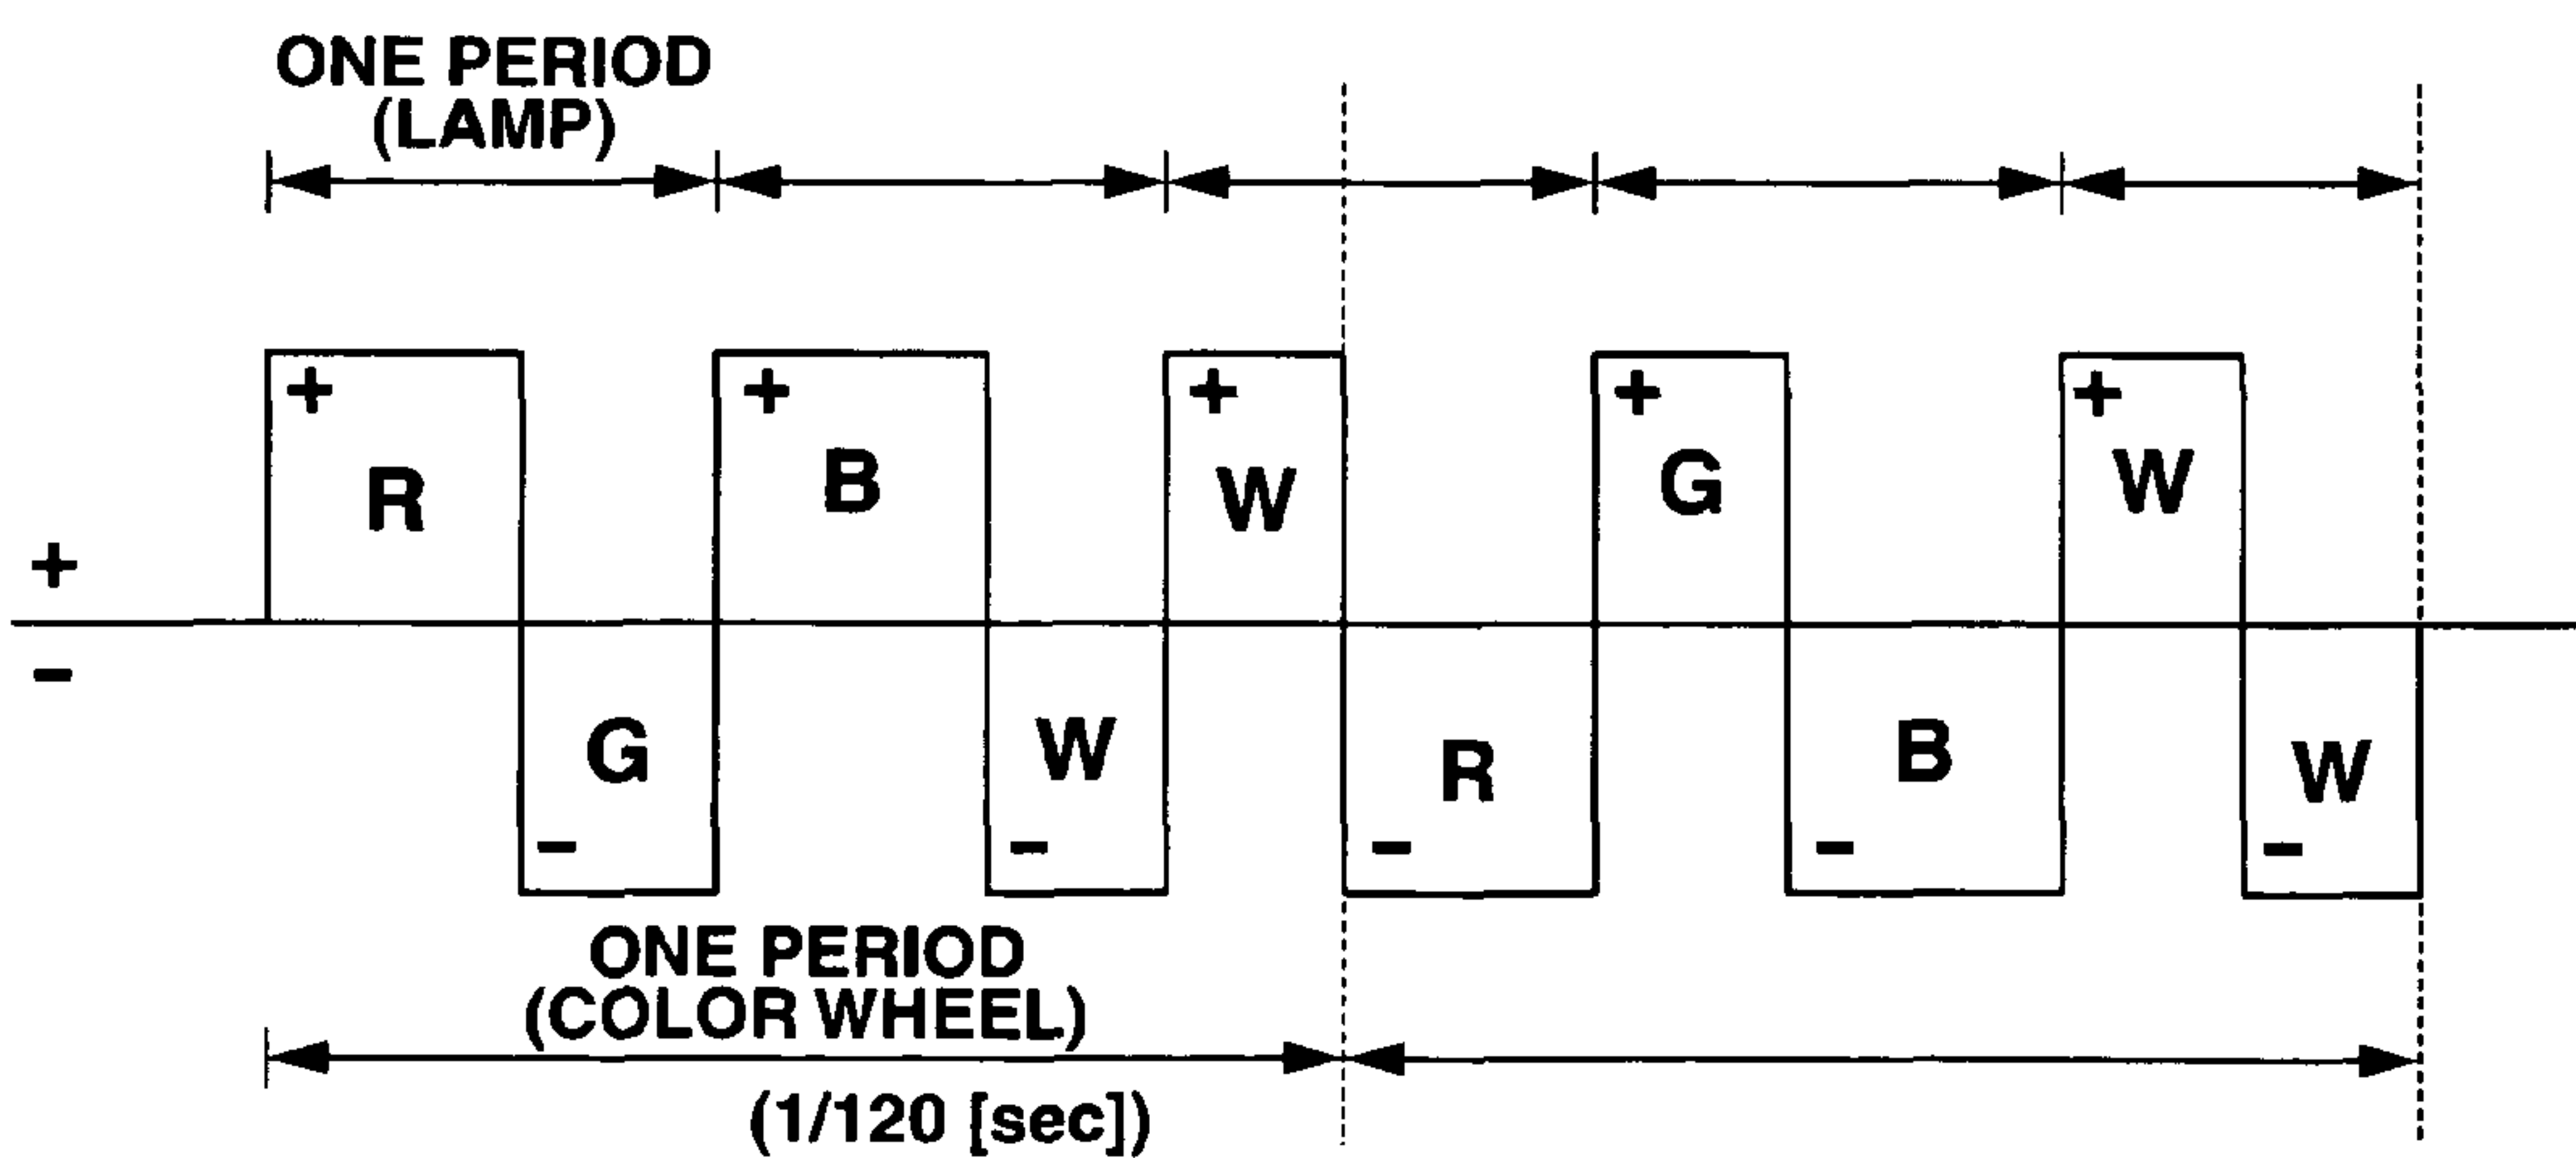 ONE PERIOD
(LAMP)
+ + + + +
R B W G W
+
−
G W R B W
− − − − −
ONE PERIOD
(COLOR WHEEL)
(1/120 [sec])